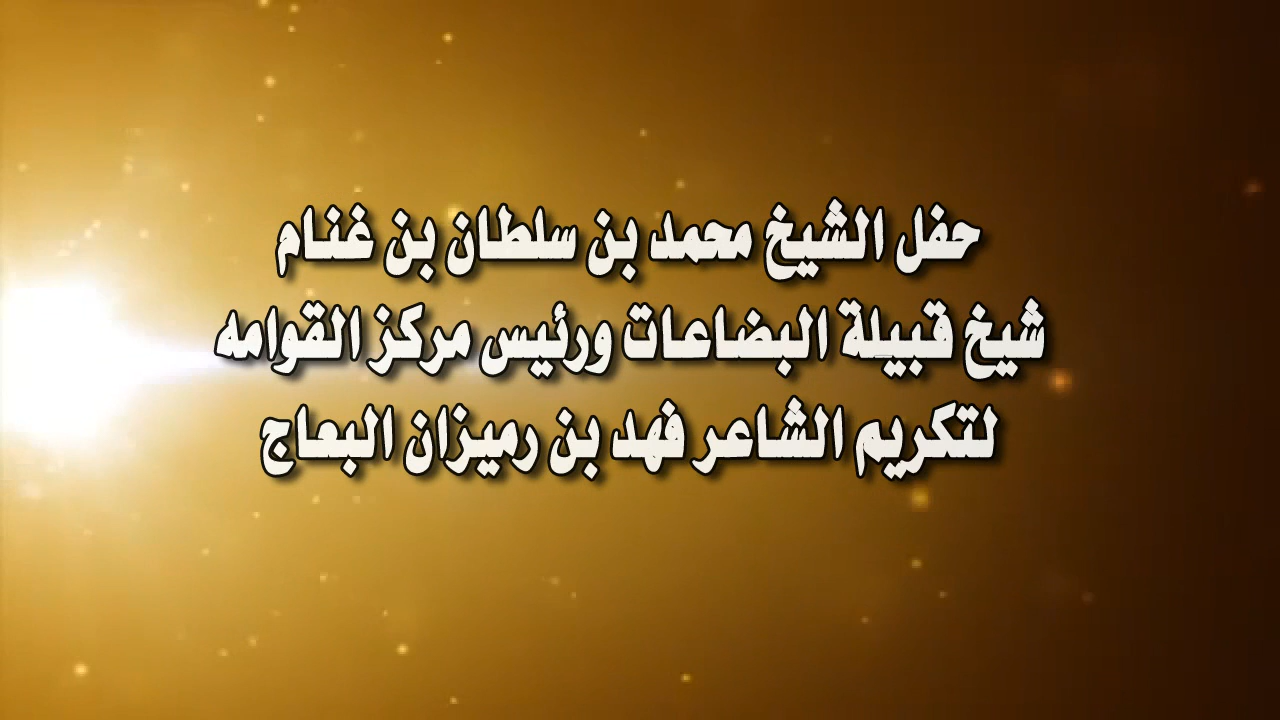 حفل الشيخ محمد بن سلطان بن غنام
شيخ قبيلة البضاعات ورئيس مركز القوامه
لتكريم الشاعر فهد بن رميزان البعاج